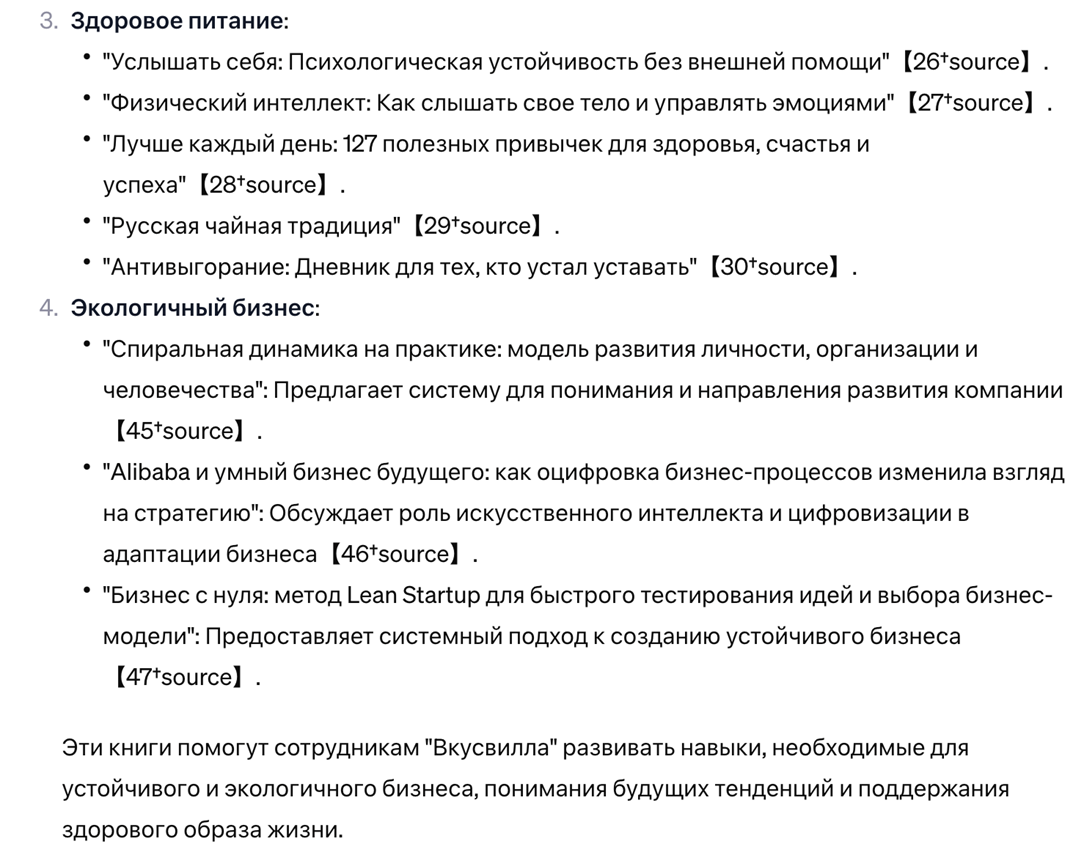 3. Здоровое питание:
• "Услышать себя: Психологическая устойчивость без внешней помощи"【26†source】.
• "Физический интеллект: Как слышать свое тело и управлять эмоциями"【27†source】.
• "Лучше каждый день: 127 полезных привычек для здоровья, счастья и
успеха"【28†source】.
• "Русская чайная традиция"【29†source】.
• "Антивыгорание: Дневник для тех, кто устал уставать"【30†source】.
4. Экологичный бизнес:
• "Спиральная динамика на практике: модель развития личности, организации и
человечества": Предлагает систему для понимания и направления развития компании
【45†source】.
• "Alibaba и умный бизнес будущего: как оцифровка бизнес-процессов изменила взгляд
на стратегию": Обсуждает роль искусственного интеллекта и цифровизации в
адаптации бизнеса【46†source】.
• "Бизнес с нуля: метод Lean Startup для быстрого тестирования идей и выбора бизнес-
модели": Предоставляет системный подход к созданию устойчивого бизнеса
【47†source】.
Эти книги помогут сотрудникам "Вкусвилла" развивать навыки, необходимые для
устойчивого и экологичного бизнеса, понимания будущих тенденций и поддержания
здорового образа жизни.